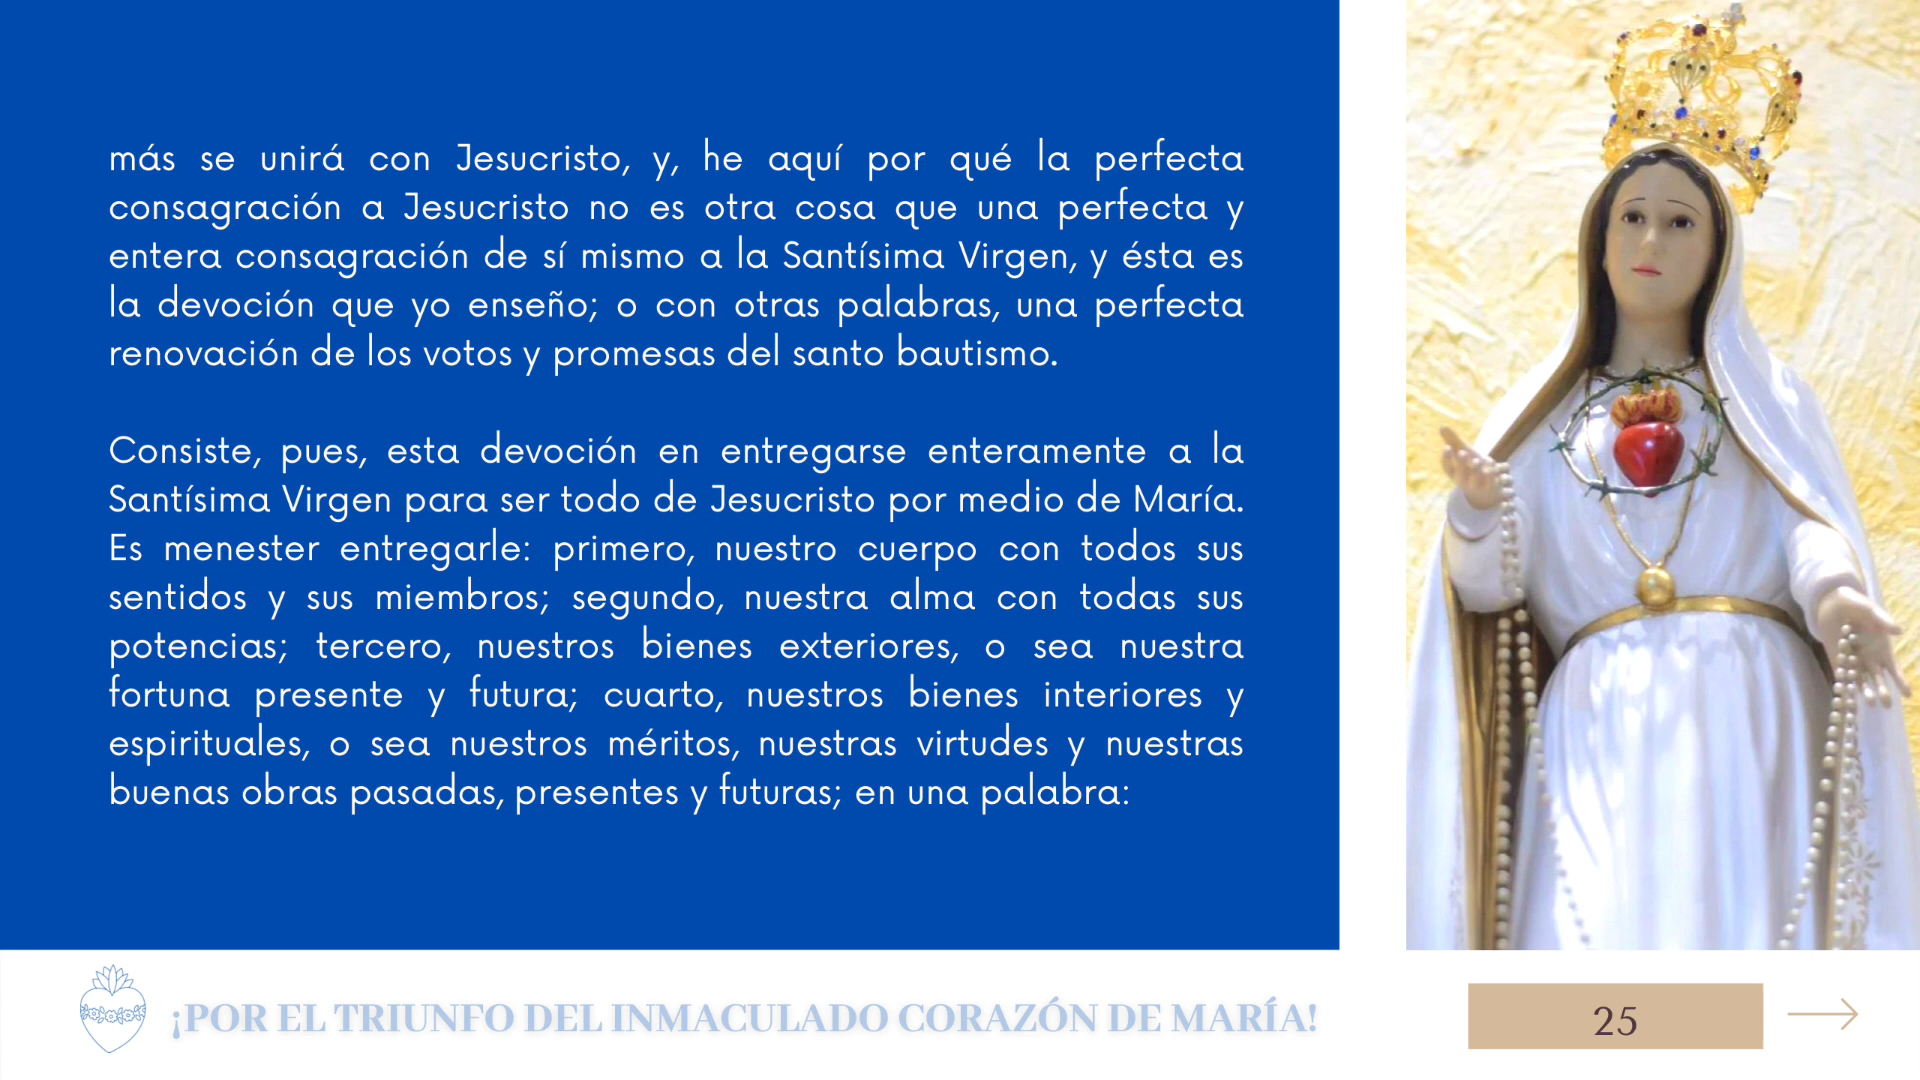 más se unirá con Jesucristo, y, he aquí por qué la perfecta
consagración a Jesucristo no es otra cosa que una perfecta y
entera consagración de sí mismo a la Santísima Virgen, y ésta es
la devoción que yo enseño; o con otras palabras, una perfecta
renovación de los votos y promesas del santo bautismo.
Consiste, pues, esta devoción en entregarse enteramente a la
Santísima Virgen para ser todo de Jesucristo por medio de María.
Es menester entregarle: primero, nuestro cuerpo con todos sus
sentidos y sus miembros; segundo, nuestra alma con todas sus
potencias; tercero, nuestros bienes exteriores, o sea nuestra
fortuna presente y futura; cuarto, nuestros bienes interiores y
espirituales, o sea nuestros méritos, nuestras virtudes y nuestras
buenas obras pasadas, presentes y futuras; en una palabra:
¡POR EL TRIUNFO DEL INMACULADO CORAZÓN DE MARÍA!
25